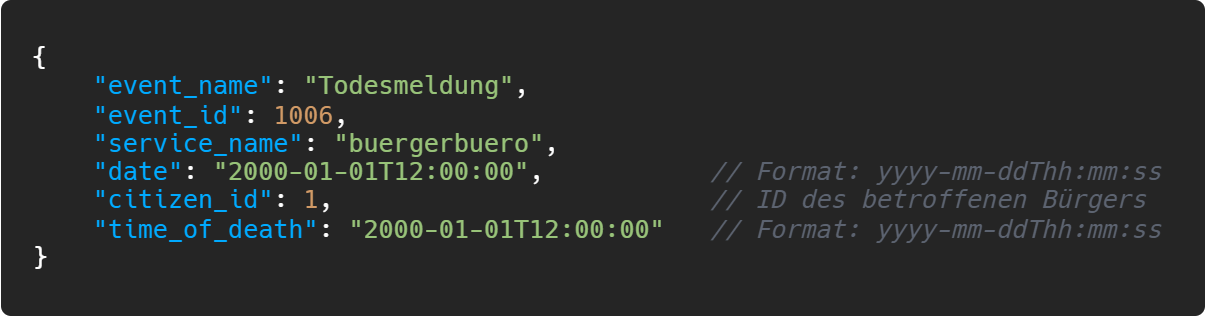 {
    "event_name": "Todesmeldung",
    "event_id": 1006,
    "service_name": "buergerbuero",
    "date": "2000-01-01T12:00:00",           // Format: yyyy-mm-ddThh:mm:ss
    "citizen_id": 1,                         // ID des betroffenen Bürgers
    "time_of_death": "2000-01-01T12:00:00"   // Format: yyyy-mm-ddThh:mm:ss
}